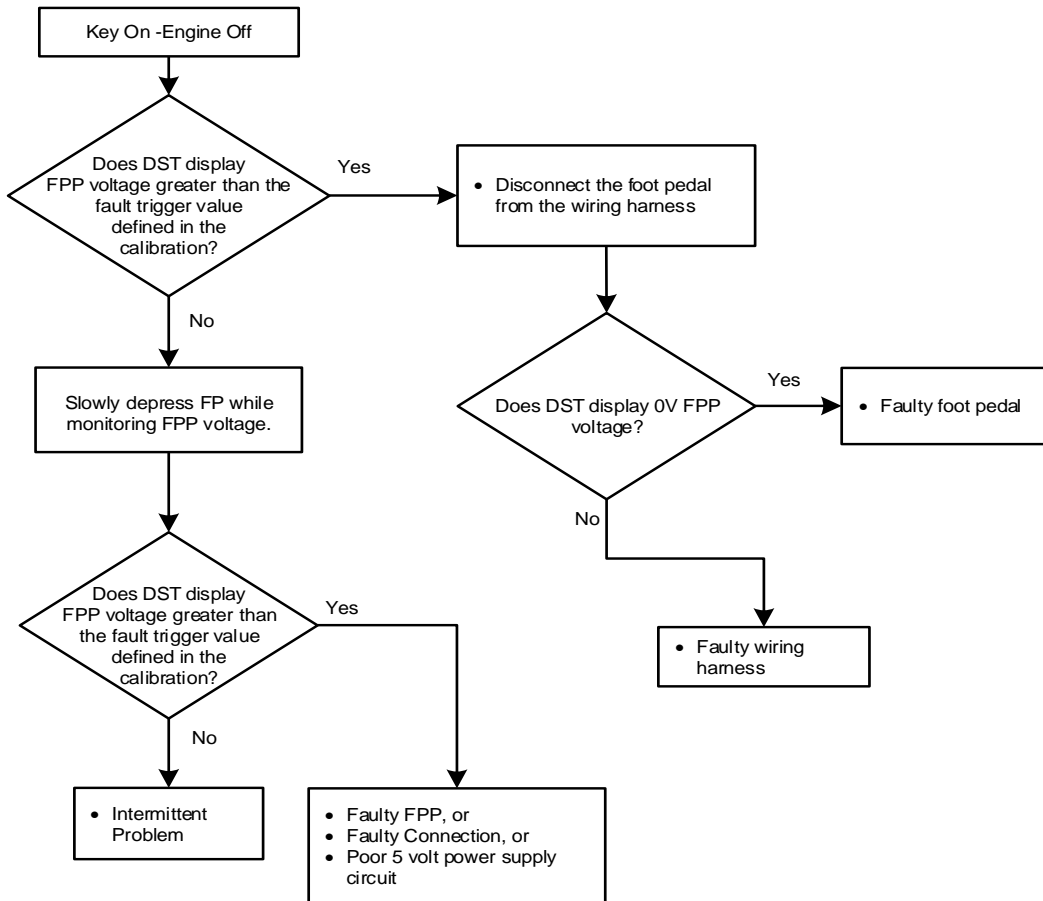 Key On -Engine Off
Does DST display
FPP voltage greater than the
fault trigger value
defined in the
calibration?
Yes
• Disconnect the foot pedal
from the wiring harness
No
Slowly depress FP while
monitoring FPP voltage.
Does DST display 0V FPP
voltage?
Yes
• Faulty foot pedal
No
• Faulty wiring
harness
Does DST display
FPP voltage greater than
the fault trigger value
defined in the
calibration?
Yes
No
• Intermittent
Problem
• Faulty FPP, or
• Faulty Connection, or
• Poor 5 volt power supply
circuit